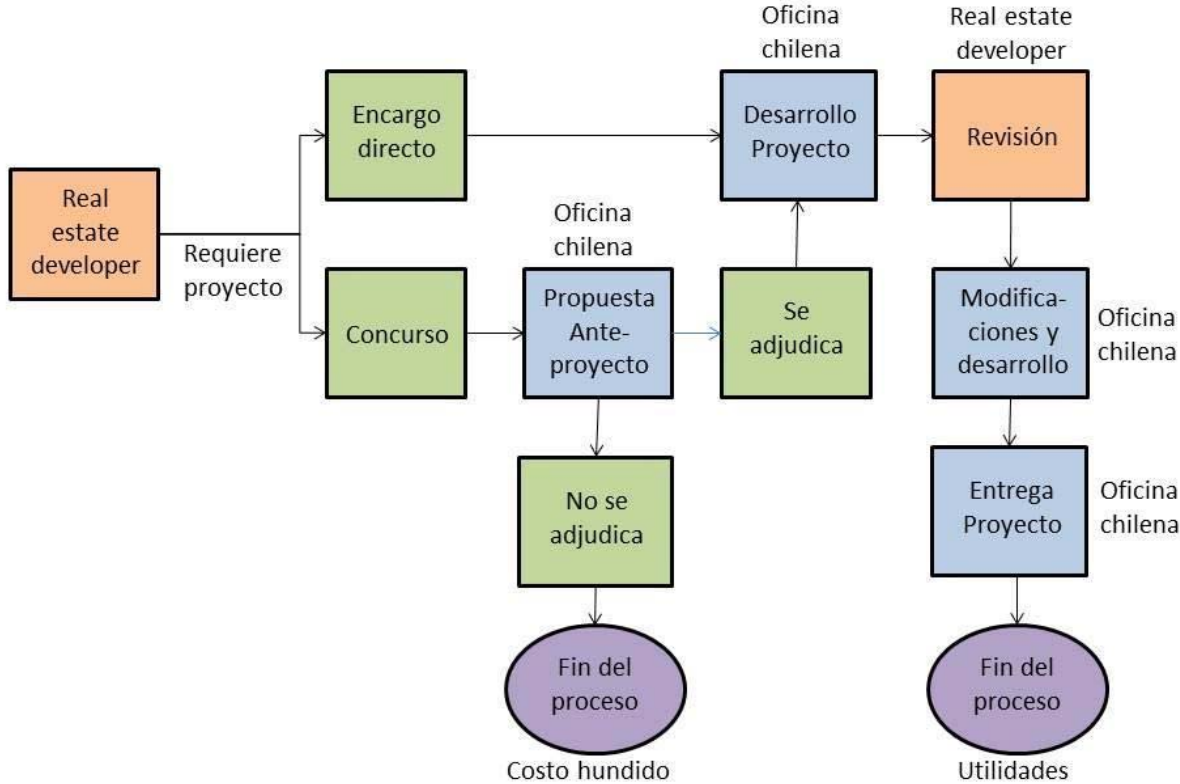 Oficina
chilena
Real estate
developer
Encargo
directo
Desarrollo
Proyecto
Revisión
Real
estate
developer
Requiere
proyecto
Oficina
chilena
Concurso
Propuesta
Ante-
proyecto
Se
adjudica
Modifica-
ciones y
desarrollo
Oficina
chilena
No se
adjudica
Entrega
Proyecto
Oficina
chilena
Fin del
proceso
Costo hundido
Fin del
proceso
Utilidades